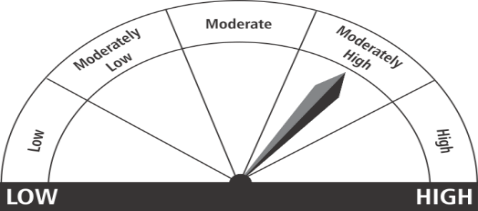 Low
Moderately
Low
Moderate
Moderately
High
High
LOW
HIGH